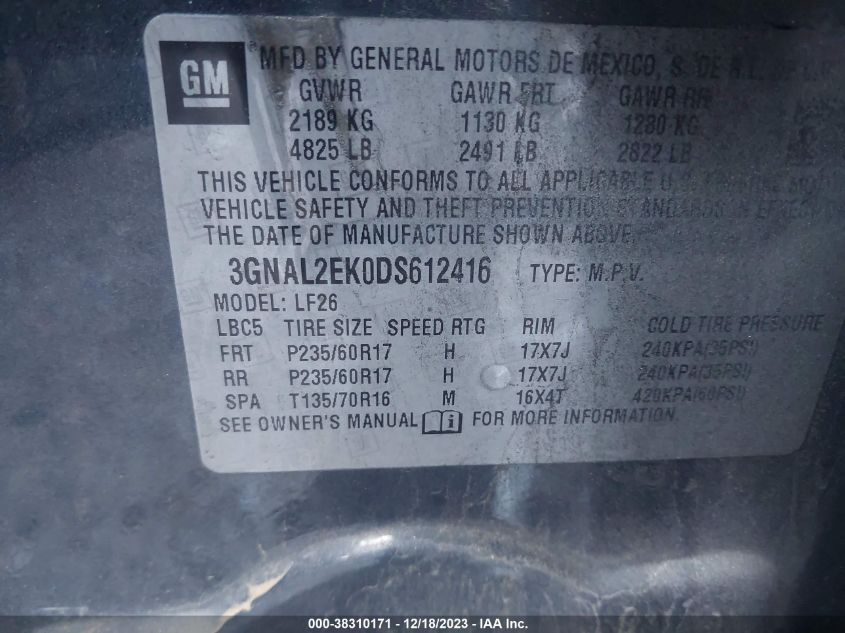 GM
MFD BY GENERAL MOTORS DE MEXICO, S. DE R.L.
GVWR GAWR FRT GAWR RR
2189 KG 1130 KG 1280 KG
4825 LB 2491 LB 2822 LB
THIS VEHICLE CONFORMS TO ALL APPLICABLE U.S.
VEHICLE SAFETY AND THEFT PREVENTION STANDARDS IN EFFECT
THE DATE OF MANUFACTURE SHOWN ABOVE.
3GNAL2EK0DS612416 TYPE: M.P.V.
MODEL: LF26
LBC5 TIRE SIZE SPEED RTG RIM COLD TIRE PRESSURE
FRT P235/60R17 H 17X7J 240KPA(35PSI)
RR P235/60R17 H 17X7J 240KPA(35PSI)
SPA T135/70R16 M 16X4T 420KPA(60PSI)
SEE OWNER'S MANUAL i FOR MORE INFORMATION.
000-38310171 - 12/18/2023 - IAA Inc.